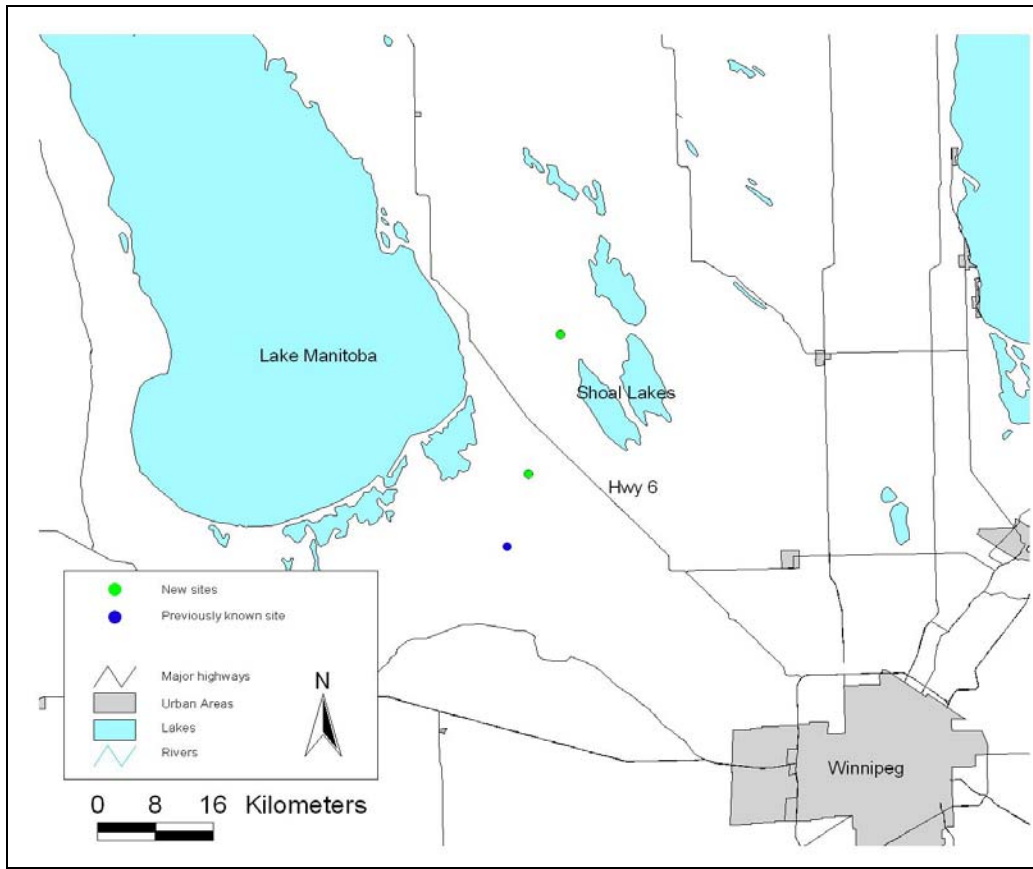 Lake Manitoba
Shoal Lakes
Hwy 6
New sites
Previously known site
Major highways
Urban Areas
Lakes
Rivers
N
0 8 16 Kilometers
Winnipeg